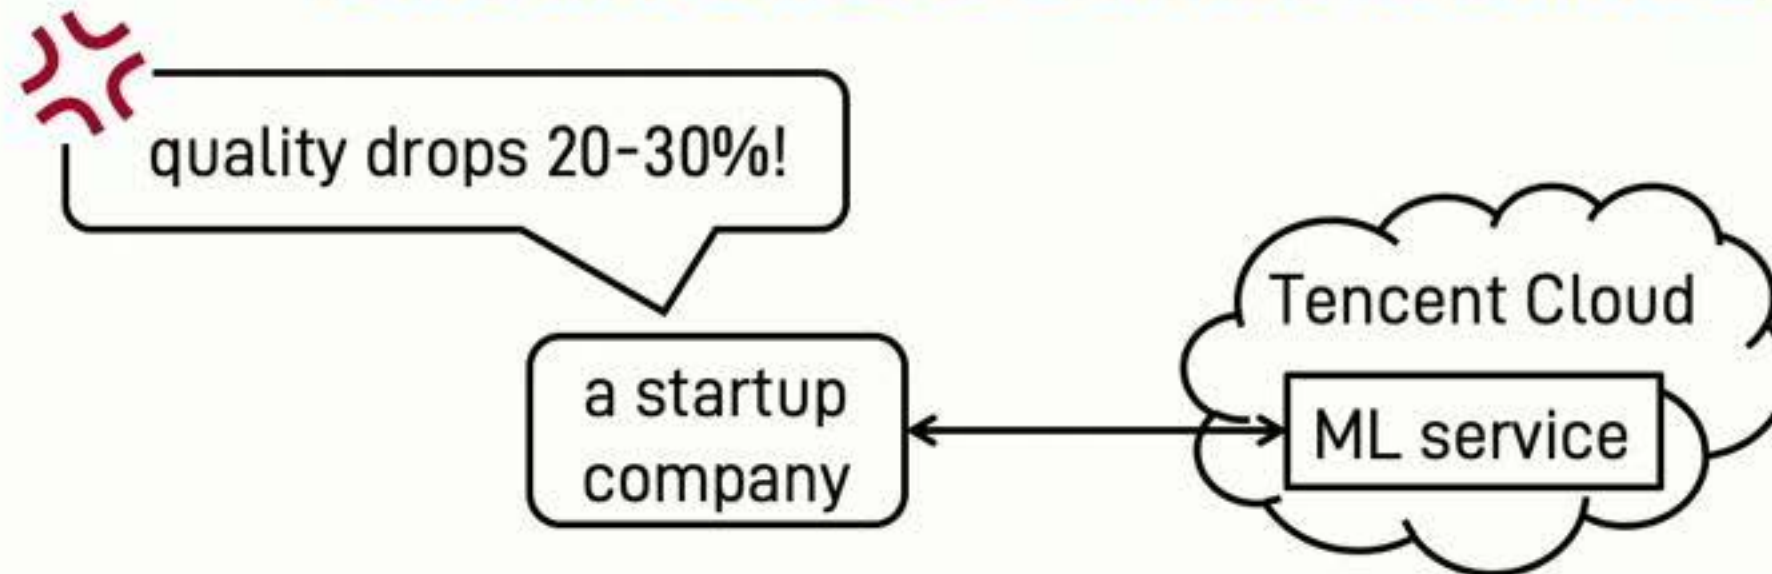 quality drops 20-30%!
Tencent Cloud
a startup
company
ML service